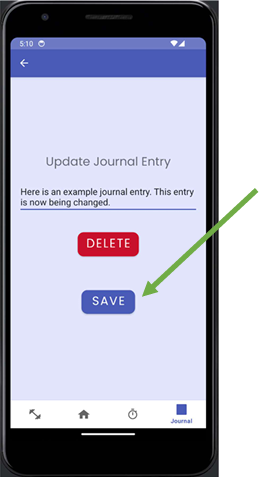 5:10
Update Journal Entry
Here is an example journal entry. This entry
is now being changed.
DELETE
SAVE
Journal